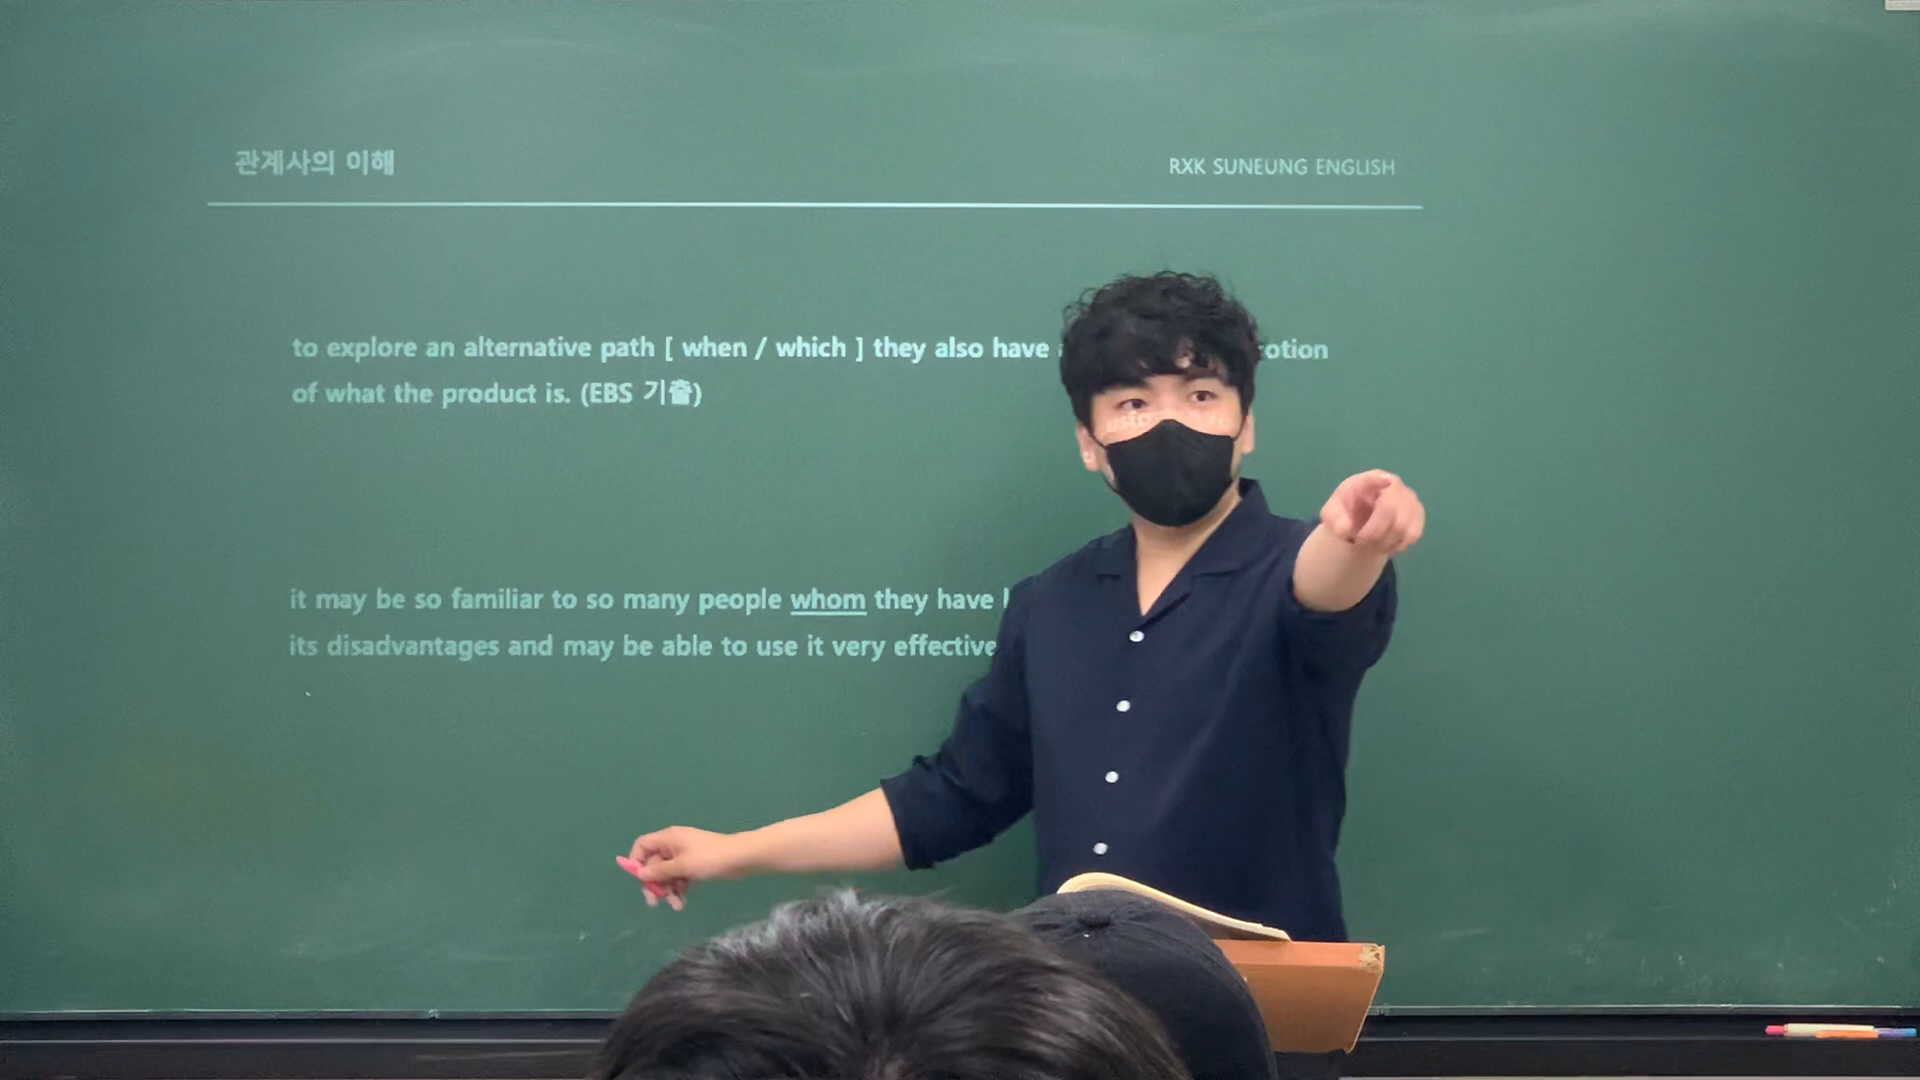 관계사의 이해
RXK SUNEUNG ENGLISH
to explore an alternative path [ when / which ] they also have
of what the product is. (EBS 기출)
it may be so familiar to so many people whom they have
its disadvantages and may be able to use it very effective